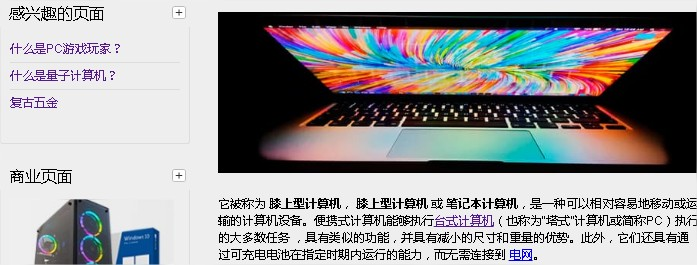 感兴趣的页面
什么是PC游戏玩家？
什么是量子计算机？
复古五金
商业页面
Windows 10
它被称为 膝上型计算机， 膝上型计算机 或 笔记本计算机，是一种可以相对容易地移动或运
输的计算机设备。便携式计算机能够执行台式计算机（也称为“塔式”计算机或简称PC）执行
的大多数任务 ，具有类似的功能，并具有减小的尺寸和重量的优势。此外，它们还具有通
过可充电电池在指定时期内运行的能力，而无需连接到 电网。